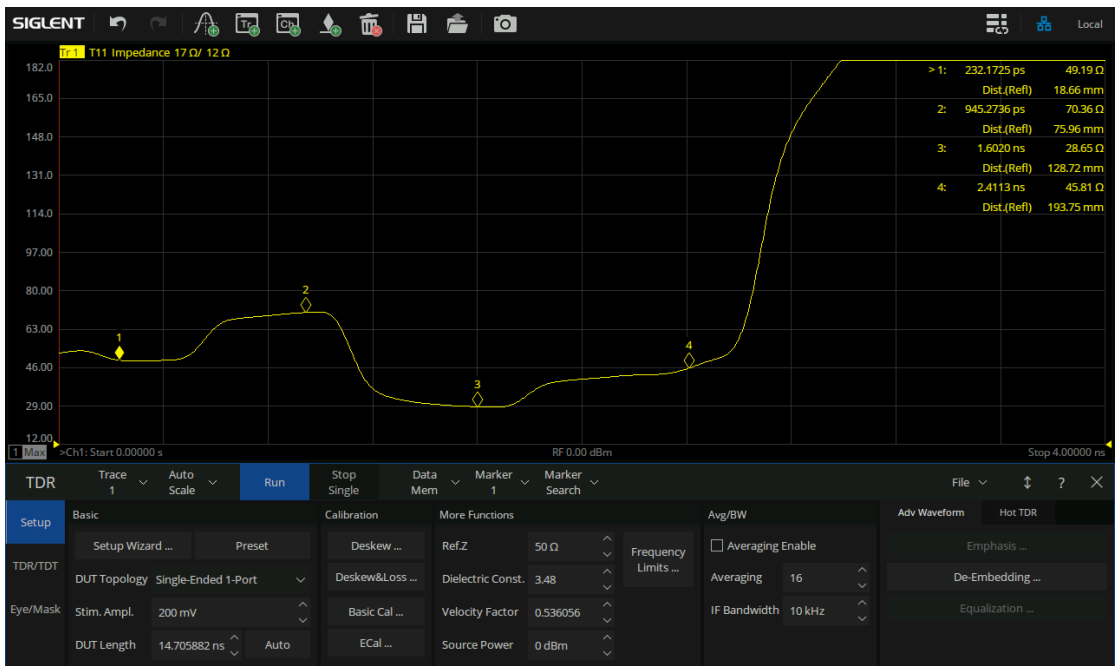 SIGLENT Tr Ch Local
Tr 1 T11 Impedance 17 Ω/ 12 Ω
182.0
165.0
148.0
131.0
114.0
97.00
80.00
63.00
46.00
29.00
12.00
> 1: 232.1725 ps 49.19 Ω
Dist.(Refl) 18.66 mm
2: 945.2736 ps 70.36 Ω
Dist.(Refl) 75.96 mm
3: 1.6020 ns 28.65 Ω
Dist.(Refl) 128.72 mm
4: 2.4113 ns 45.81 Ω
Dist.(Refl) 193.75 mm
1
2
3
4
1 Max >Ch1: Start 0.00000 s RF 0.00 dBm Stop 4.00000 ns
TDR Trace 1 Auto Scale Run Stop Single Data Mem Marker 1 Marker Search File ?
Setup Basic Calibration More Functions Avg/BW Adv Waveform Hot TDR
Setup Wizard ... Preset Deskew ... Ref.Z 50 Ω Frequency Limits ... Averaging Enable Emphasis ...
TDR/TDT DUT Topology Single-Ended 1-Port Deskew&Loss ... Dielectric Const. 3.48 Averaging 16 De-Embedding ...
Eye/Mask Stim. Ampl. 200 mV Basic Cal ... Velocity Factor 0.536056 IF Bandwidth 10 kHz Equalization ...
DUT Length 14.705882 ns Auto ECal ... Source Power 0 dBm